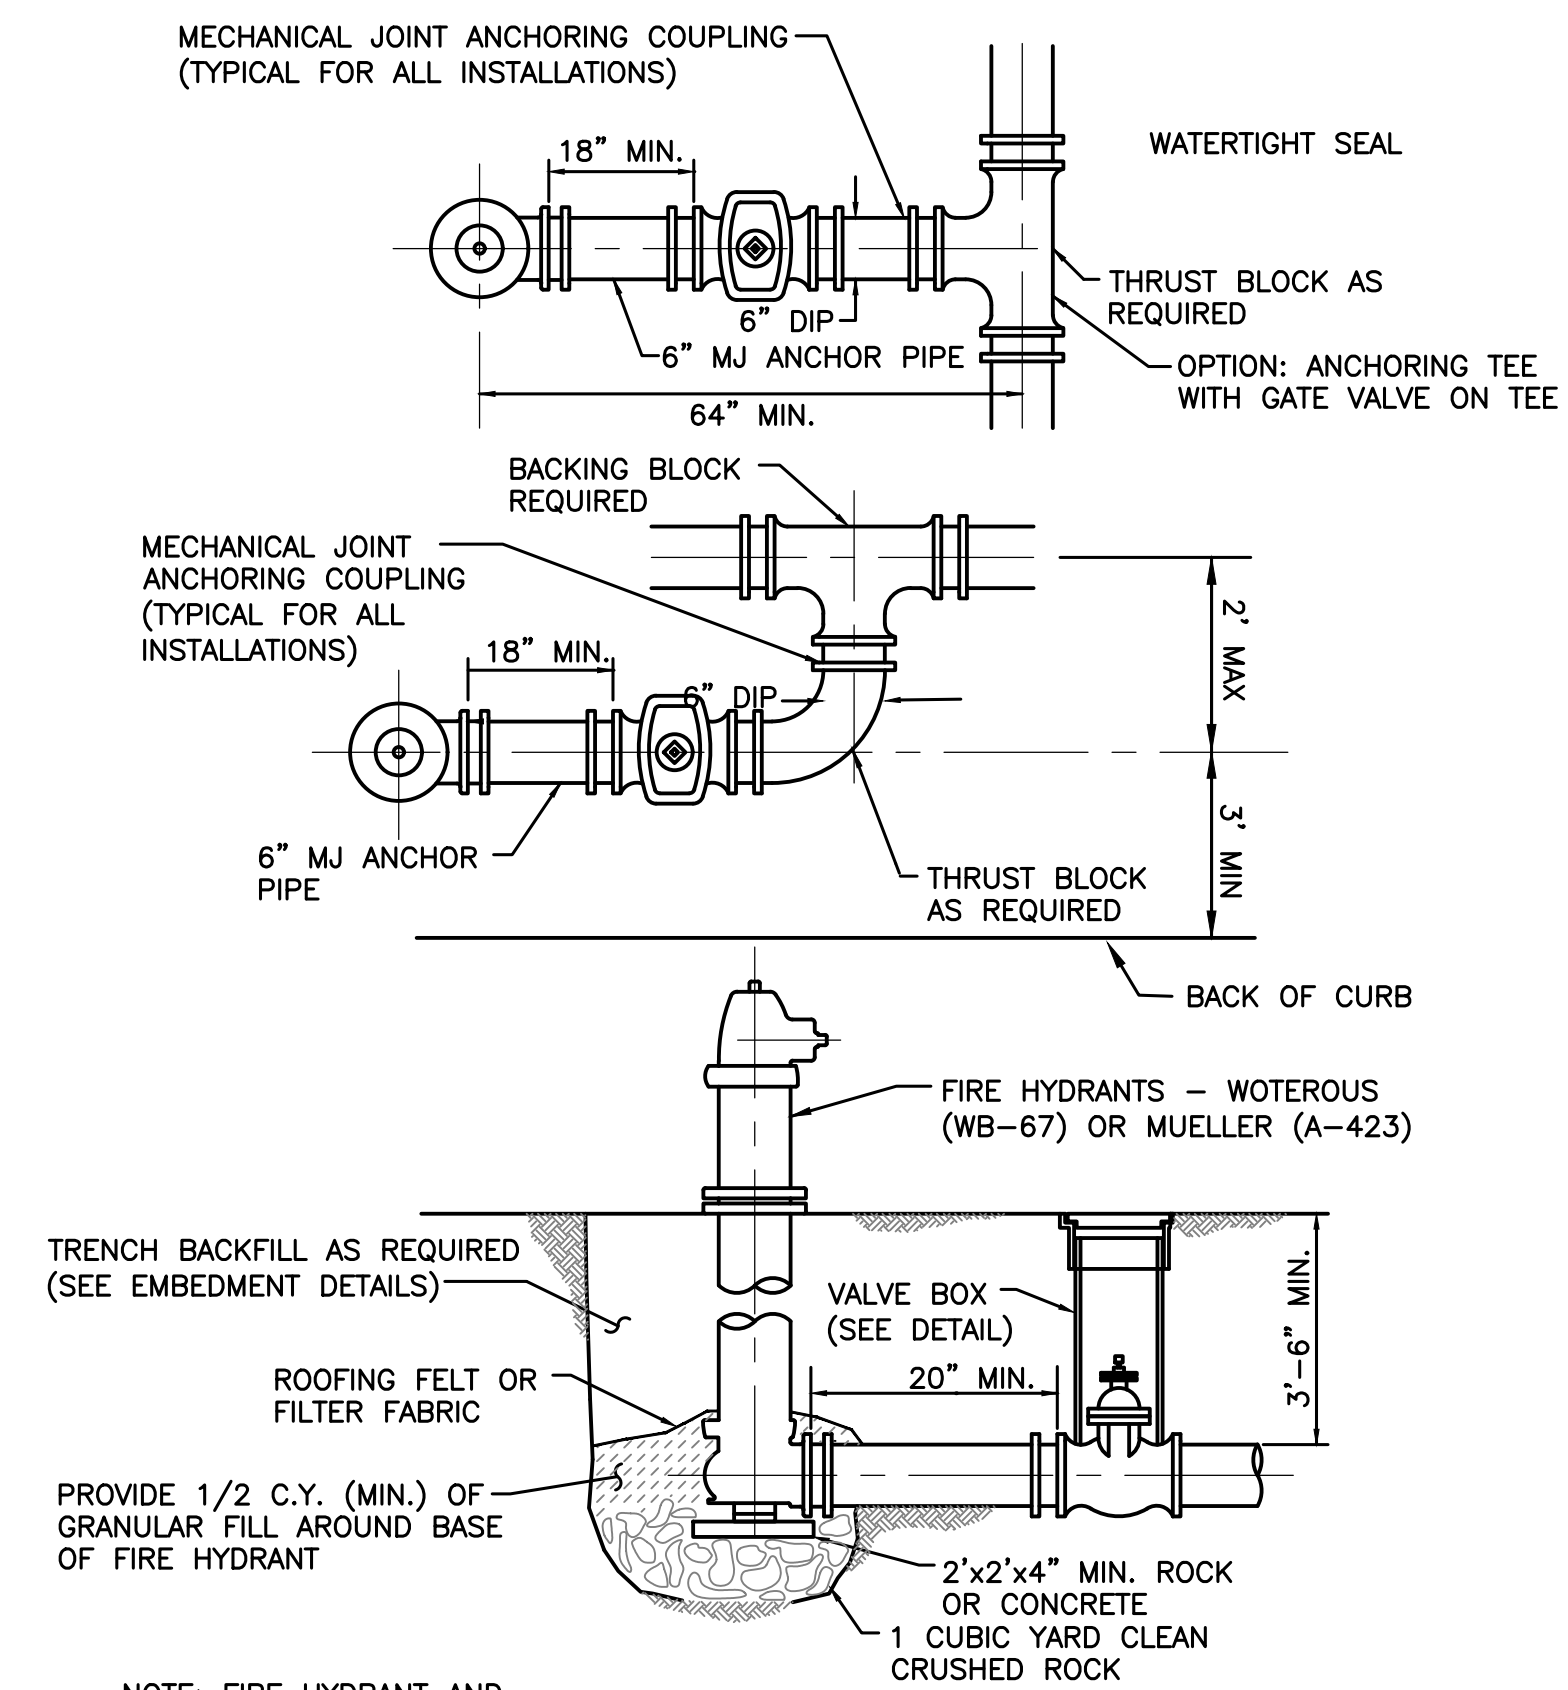 MECHANICAL JOINT ANCHORING COUPLING
(TYPICAL FOR ALL INSTALLATIONS)
WATERTIGHT SEAL
18” MIN.
THRUST BLOCK AS
REQUIRED
6” DIP
6” MJ ANCHOR PIPE
OPTION: ANCHORING TEE
WITH GATE VALVE ON TEE
64” MIN.
BACKING BLOCK
REQUIRED
MECHANICAL JOINT
ANCHORING COUPLING
(TYPICAL FOR ALL
INSTALLATIONS)
18” MIN.
6” DIP
2’ MAX
3’ MIN
6” MJ ANCHOR
PIPE
THRUST BLOCK
AS REQUIRED
BACK OF CURB
FIRE HYDRANTS – WOTEROUS
(WB–67) OR MUELLER (A–423)
TRENCH BACKFILL AS REQUIRED
(SEE EMBEDMENT DETAILS)
VALVE BOX
(SEE DETAIL)
3’–6” MIN.
20” MIN.
ROOFING FELT OR
FILTER FABRIC
PROVIDE 1/2 C.Y. (MIN.) OF
GRANULAR FILL AROUND BASE
OF FIRE HYDRANT
2’x2’x4” MIN. ROCK
OR CONCRETE
1 CUBIC YARD CLEAN
CRUSHED ROCK
NOTE: FIRE HYDRANT AND